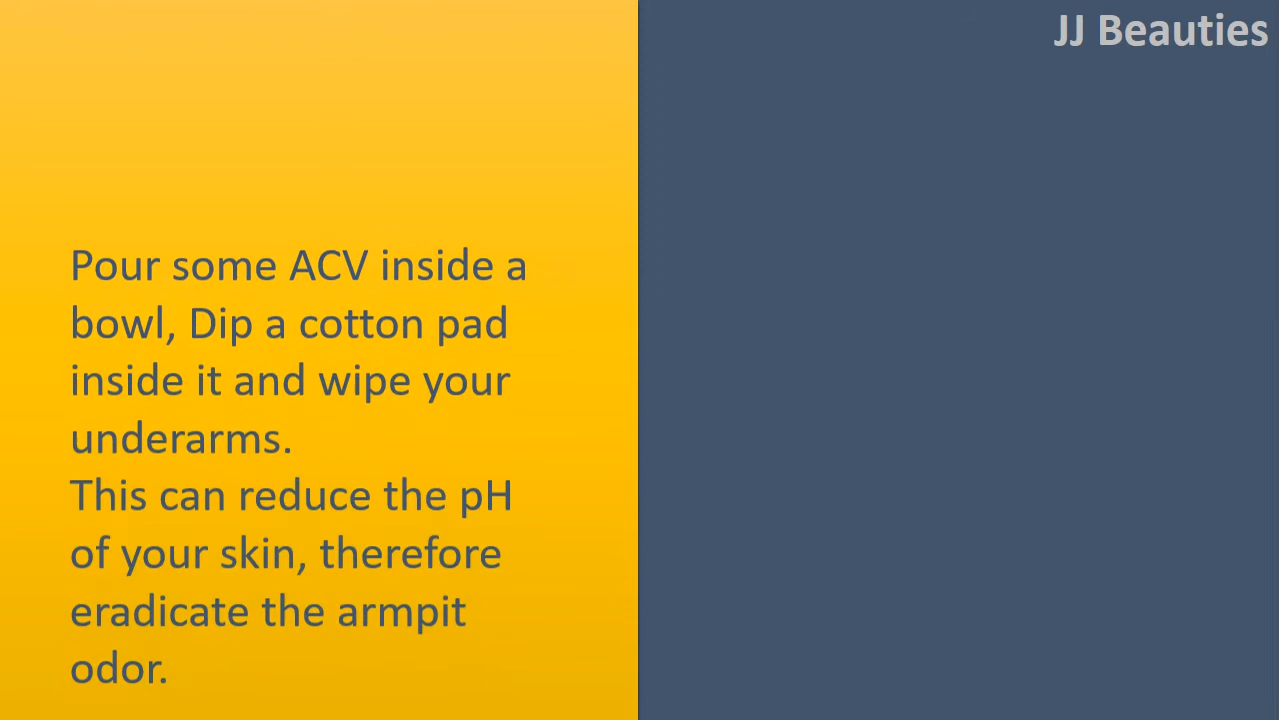 JJ Beauties
Pour some ACV inside a
bowl, Dip a cotton pad
inside it and wipe your
underarms.
This can reduce the pH
of your skin, therefore
eradicate the armpit
odor.